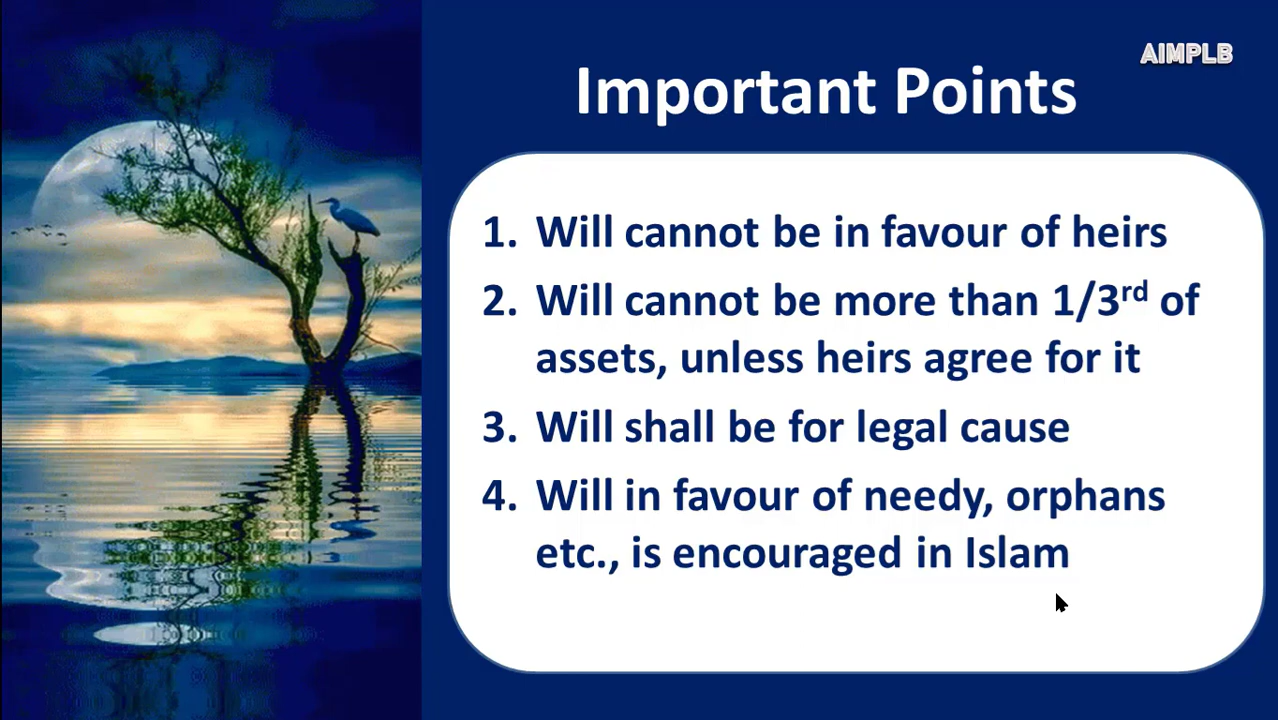 AIMPLB
Important Points
1. Will cannot be in favour of heirs
2. Will cannot be more than 1/3rd of
assets, unless heirs agree for it
3. Will shall be for legal cause
4. Will in favour of needy, orphans
etc., is encouraged in Islam